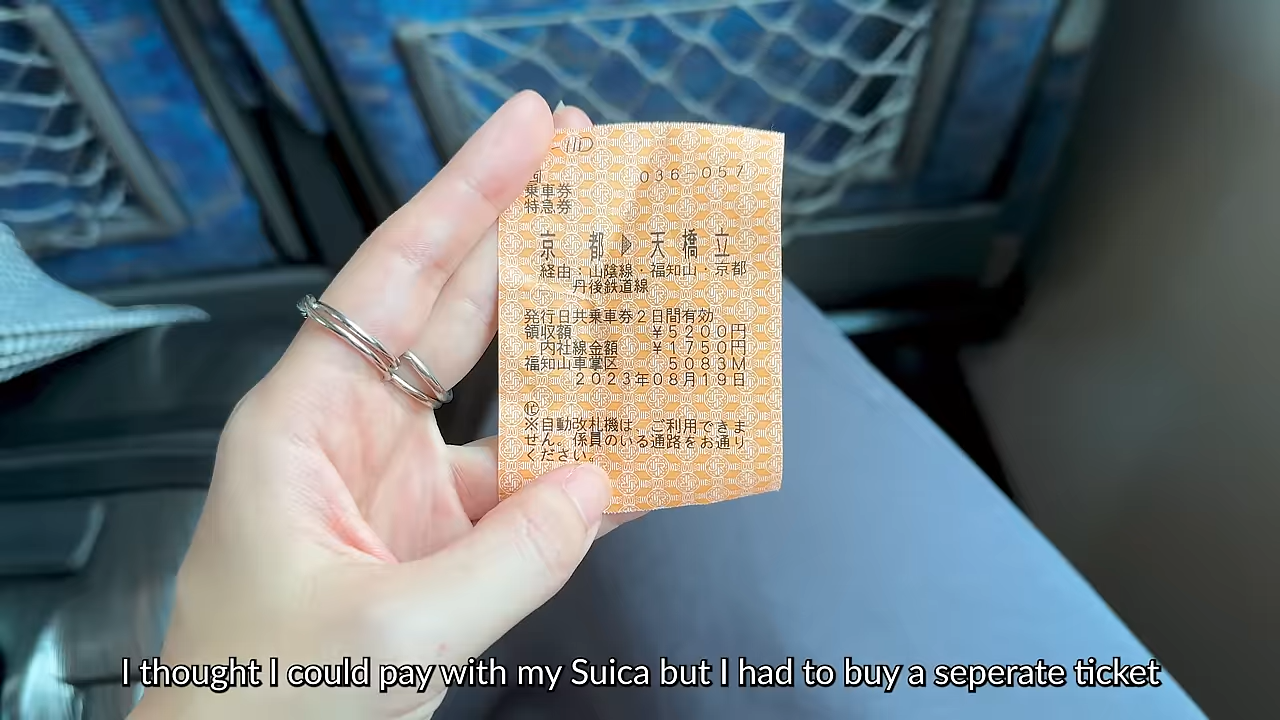 036-057
乗車券
特急券
京都▶天橋立
経由:山陰線・福知山・京都
丹後鉄道線
発行日共乗車券2日間有効
領収額 ¥5200円
内社線金額 ¥1750円
福知山車掌区 5083M
2023年08月19日
※自動改札機は、ご利用できま
せん。係員のいる通路をお通り
ください。
I thought I could pay with my Suica but I had to buy a seperate ticket